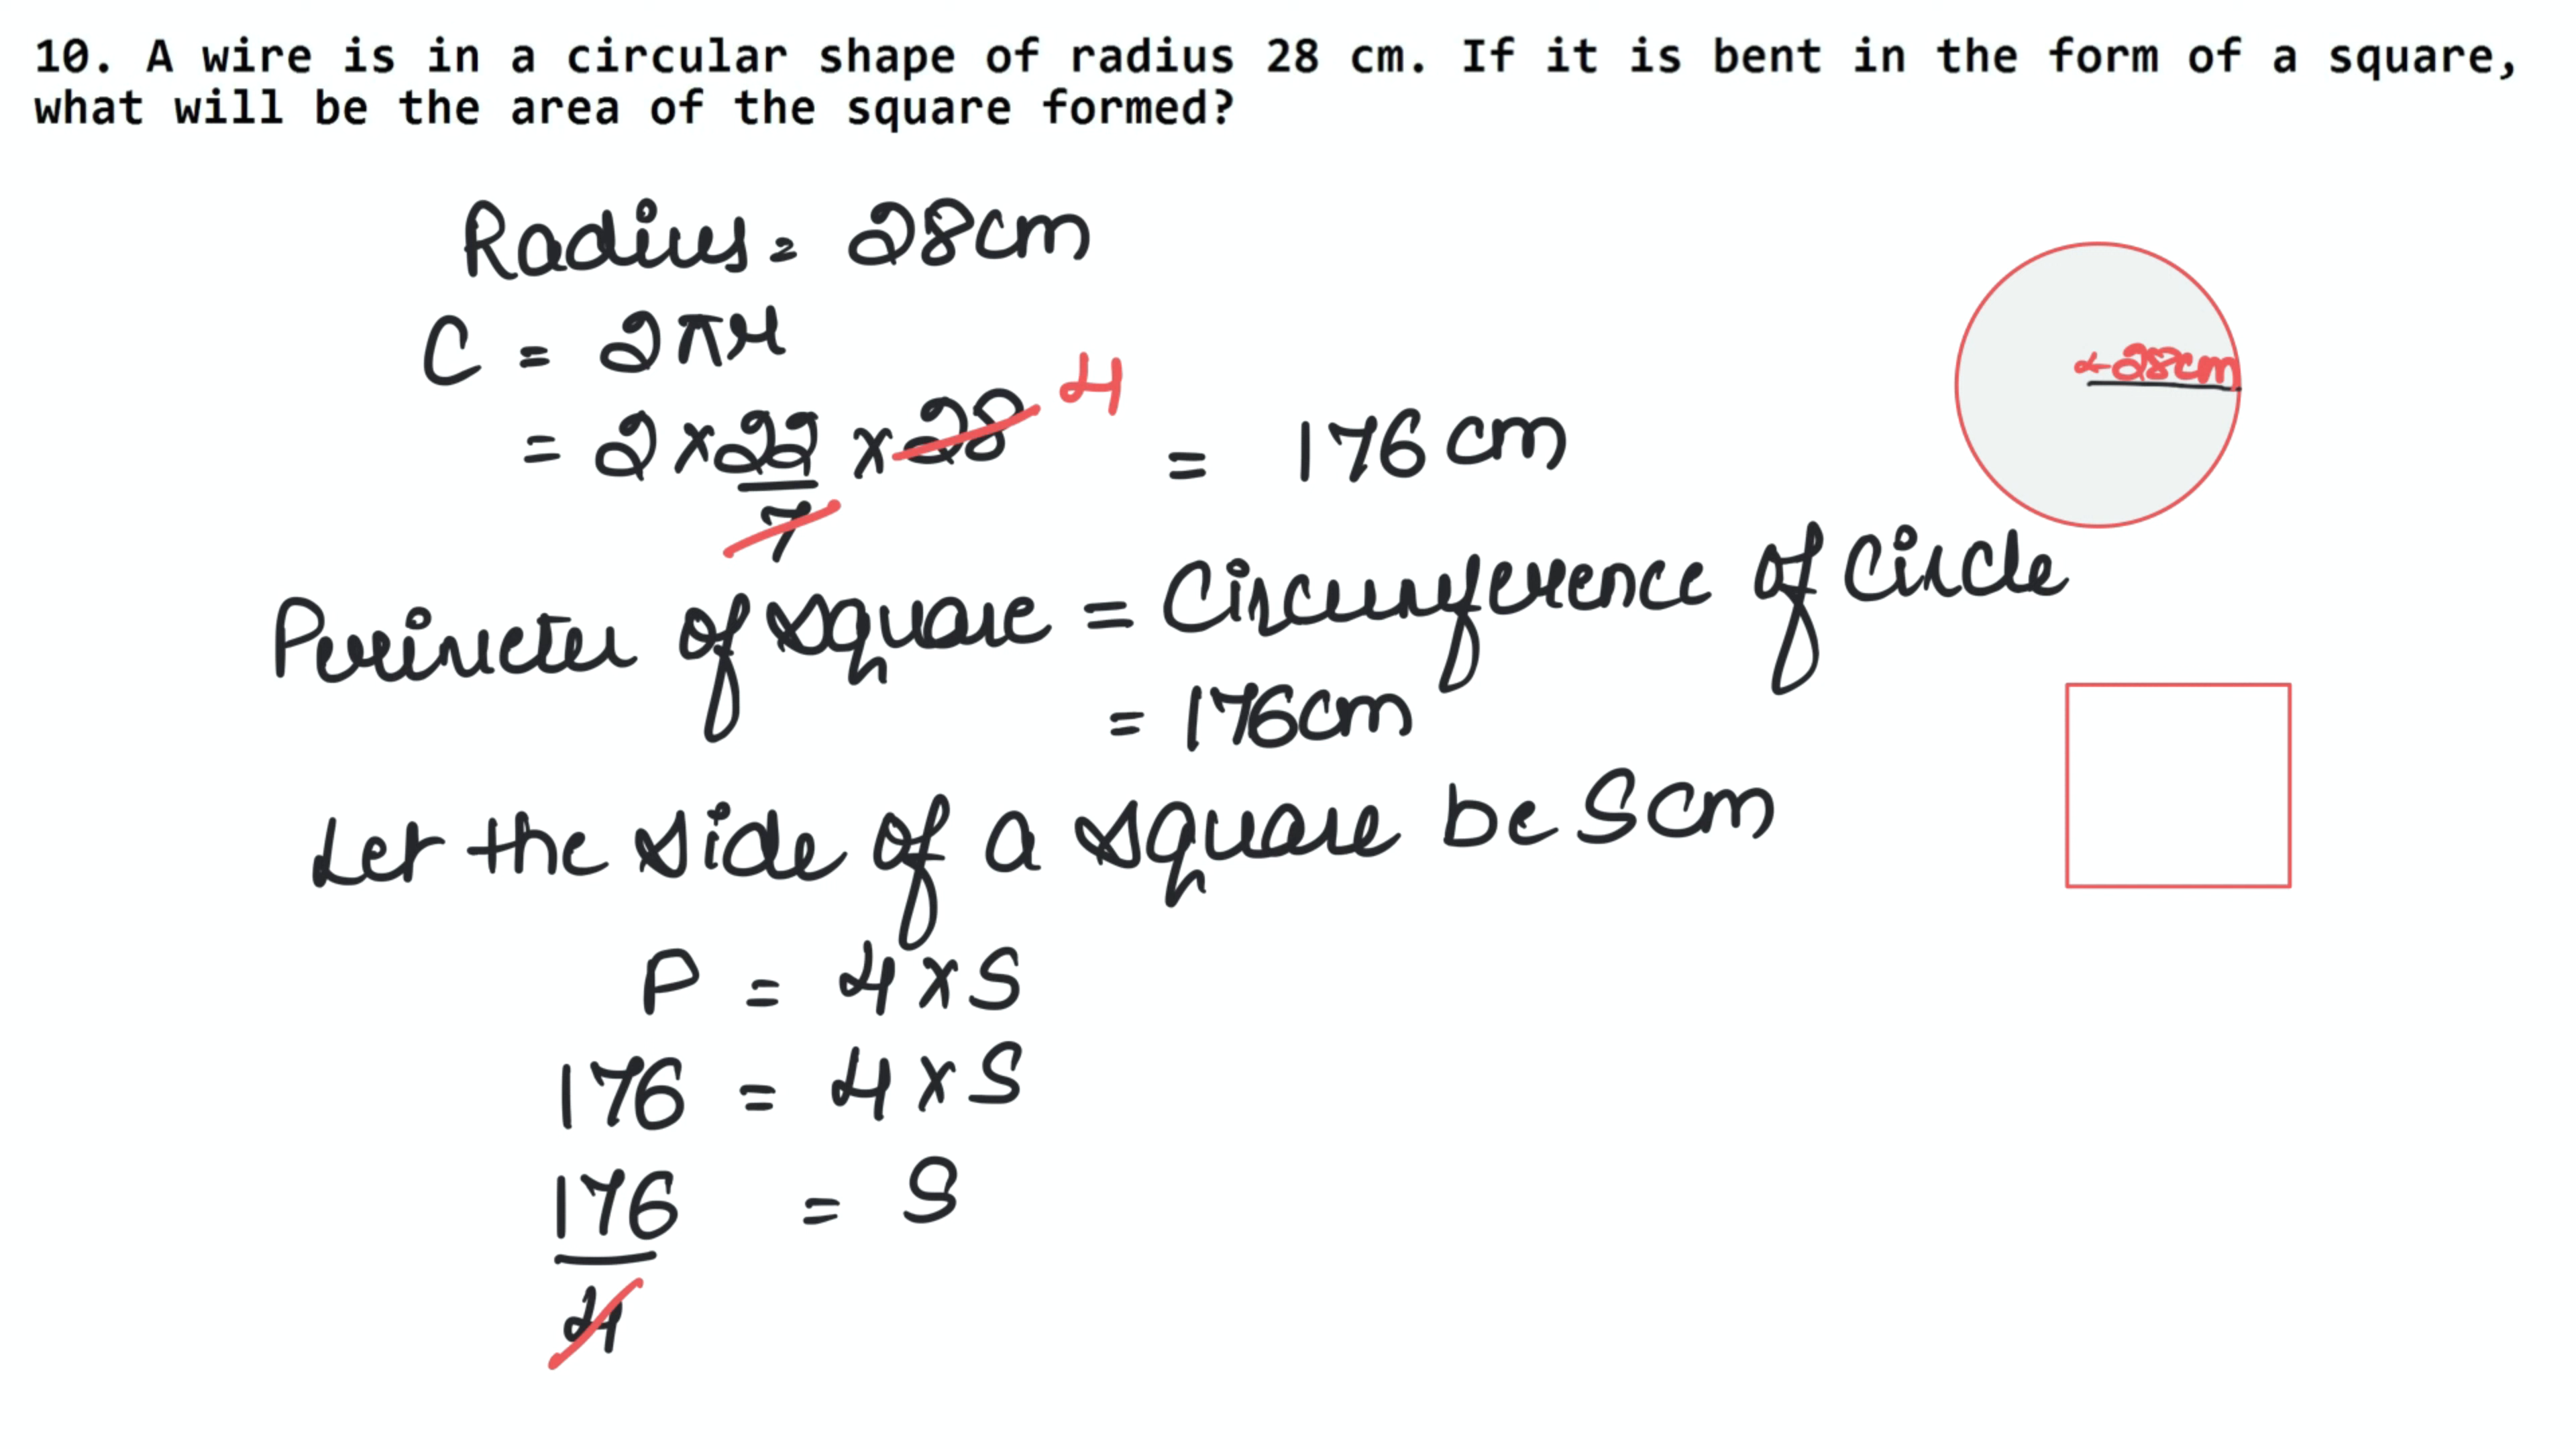 10. A wire is in a circular shape of radius 28 cm. If it is bent in the form of a square,
what will be the area of the square formed?
Radius = 28cm
C = 2πr
= 2 × 22/7 × 28 4 = 176 cm
28cm
Perimeter of square = Circumference of circle
= 176cm
Let the side of a square be S cm
P = 4 × S
176 = 4 × S
176/4 = S